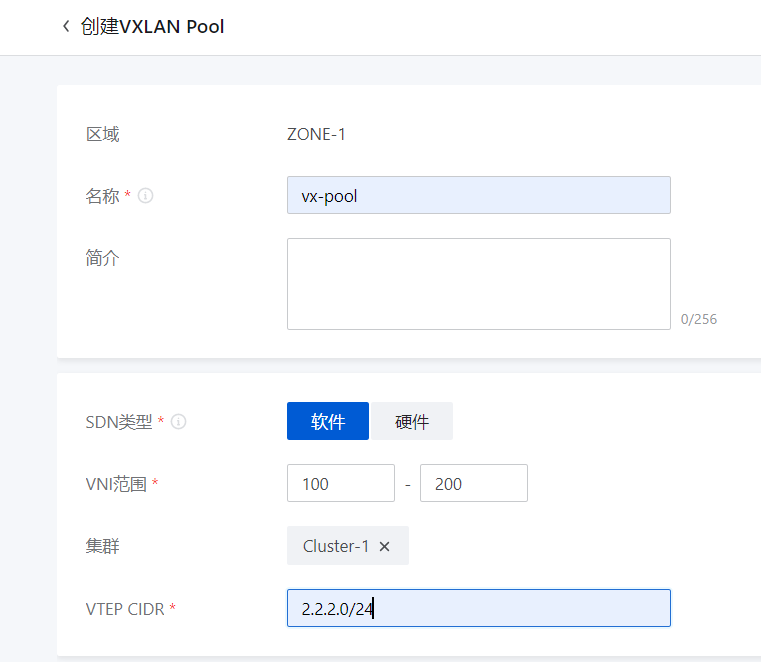 创建VXLAN Pool
区域 ZONE-1
名称 * vx-pool
简介
0/256
SDN类型 * 软件 硬件
VNI范围 * 100 - 200
集群 Cluster-1 ×
VTEP CIDR * 2.2.2.0/24